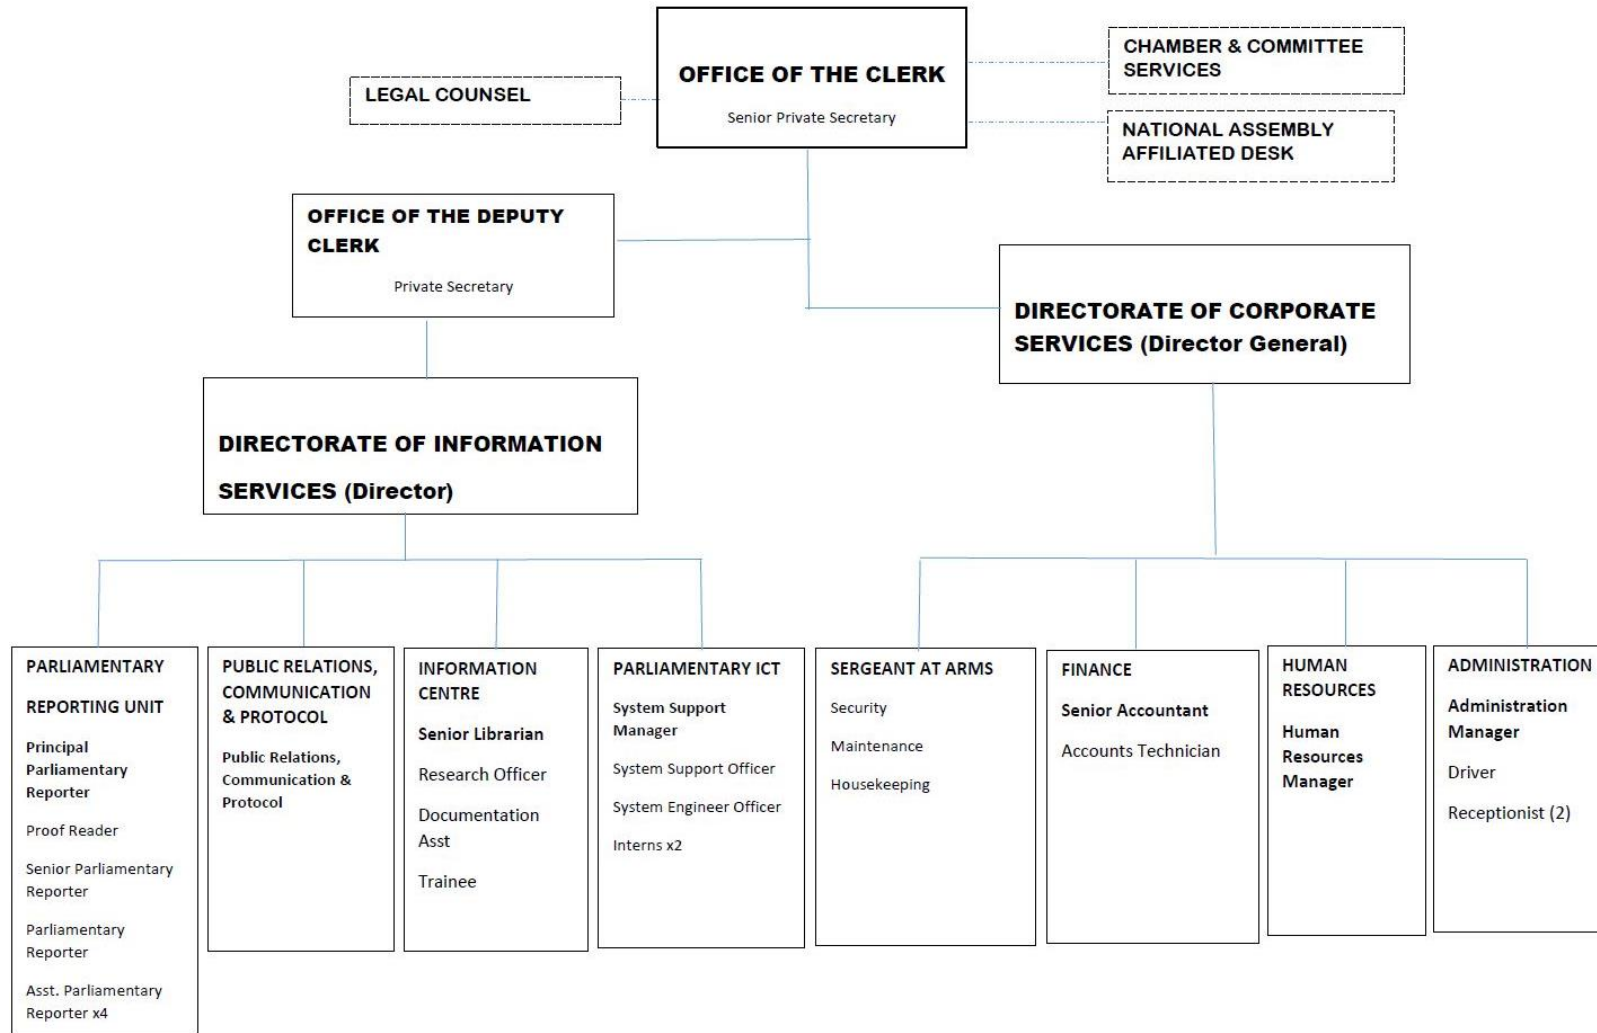 OFFICE OF THE CLERK
Senior Private Secretary
LEGAL COUNSEL
CHAMBER & COMMITTEE
SERVICES
NATIONAL ASSEMBLY
AFFILIATED DESK
OFFICE OF THE DEPUTY
CLERK
Private Secretary
DIRECTORATE OF CORPORATE
SERVICES (Director General)
DIRECTORATE OF INFORMATION
SERVICES (Director)
PARLIAMENTARY
REPORTING UNIT
Principal
Parliamentary
Reporter
Proof Reader
Senior Parliamentary
Reporter
Parliamentary
Reporter
Asst. Parliamentary
Reporter x4
PUBLIC RELATIONS,
COMMUNICATION
& PROTOCOL
Public Relations,
Communication &
Protocol
INFORMATION
CENTRE
Senior Librarian
Research Officer
Documentation
Asst
Trainee
PARLIAMENTARY ICT
System Support
Manager
System Support Officer
System Engineer Officer
Interns x2
SERGEANT AT ARMS
Security
Maintenance
Housekeeping
FINANCE
Senior Accountant
Accounts Technician
HUMAN
RESOURCES
Human
Resources
Manager
ADMINISTRATION
Administration
Manager
Driver
Receptionist (2)